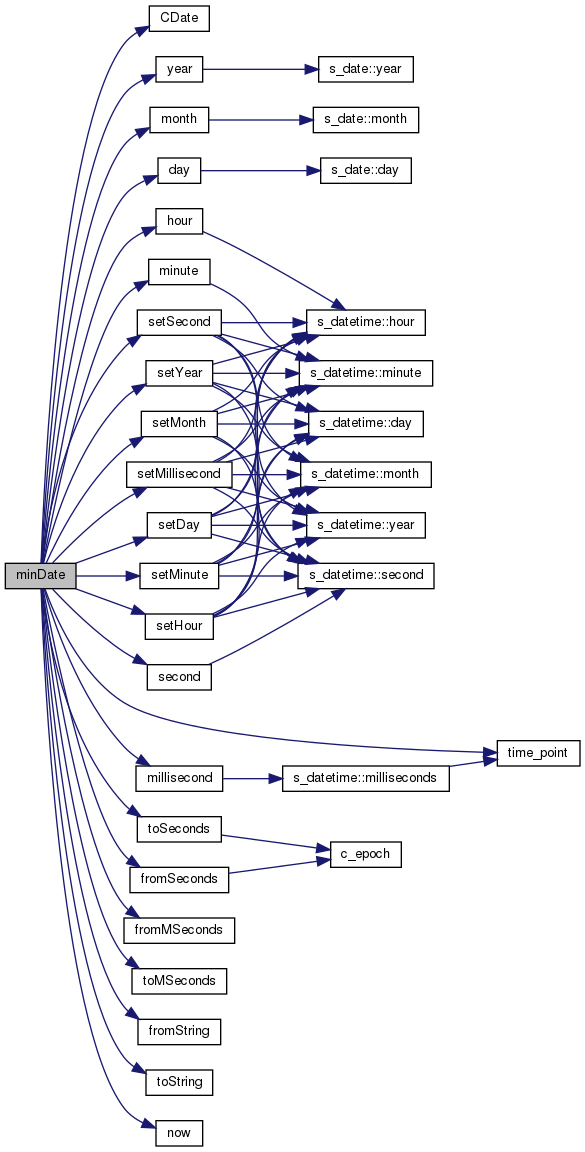 CDate
year
s_date::year
month
s_date::month
day
s_date::day
hour
minute
setSecond
s_datetime::hour
setYear
s_datetime::minute
setMonth
s_datetime::day
setMillisecond
s_datetime::month
setDay
s_datetime::year
minDate
setMinute
s_datetime::second
setHour
second
time_point
millisecond
s_datetime::milliseconds
toSeconds
c_epoch
fromSeconds
fromMSeconds
toMSeconds
fromString
toString
now